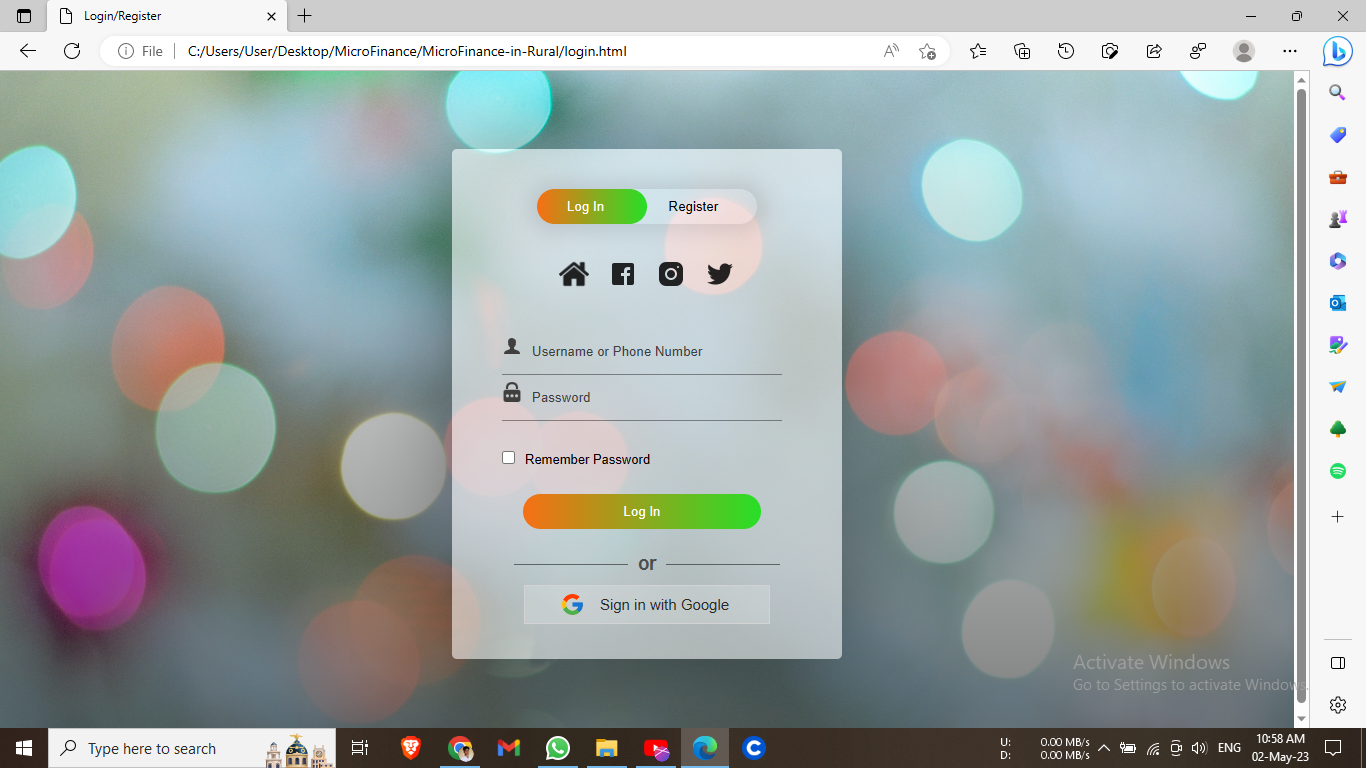 Login/Register
File
C:/Users/User/Desktop/MicroFinance/MicroFinance-in-Rural/login.html
Log In
Register
Username or Phone Number
Password
Remember Password
Log In
or
Sign in with Google
Activate Windows
Go to Settings to activate Windows.
Type here to search
U: 0.00 MB/s
D: 0.00 MB/s
ENG
10:58 AM
02-May-23